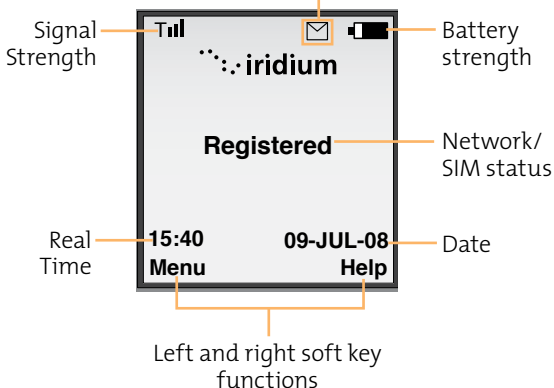 Signal
Strength
Battery
strength
iridium
Registered
Network/
SIM status
Real
Time
15:40
09-JUL-08
Date
Menu
Help
Left and right soft key
functions